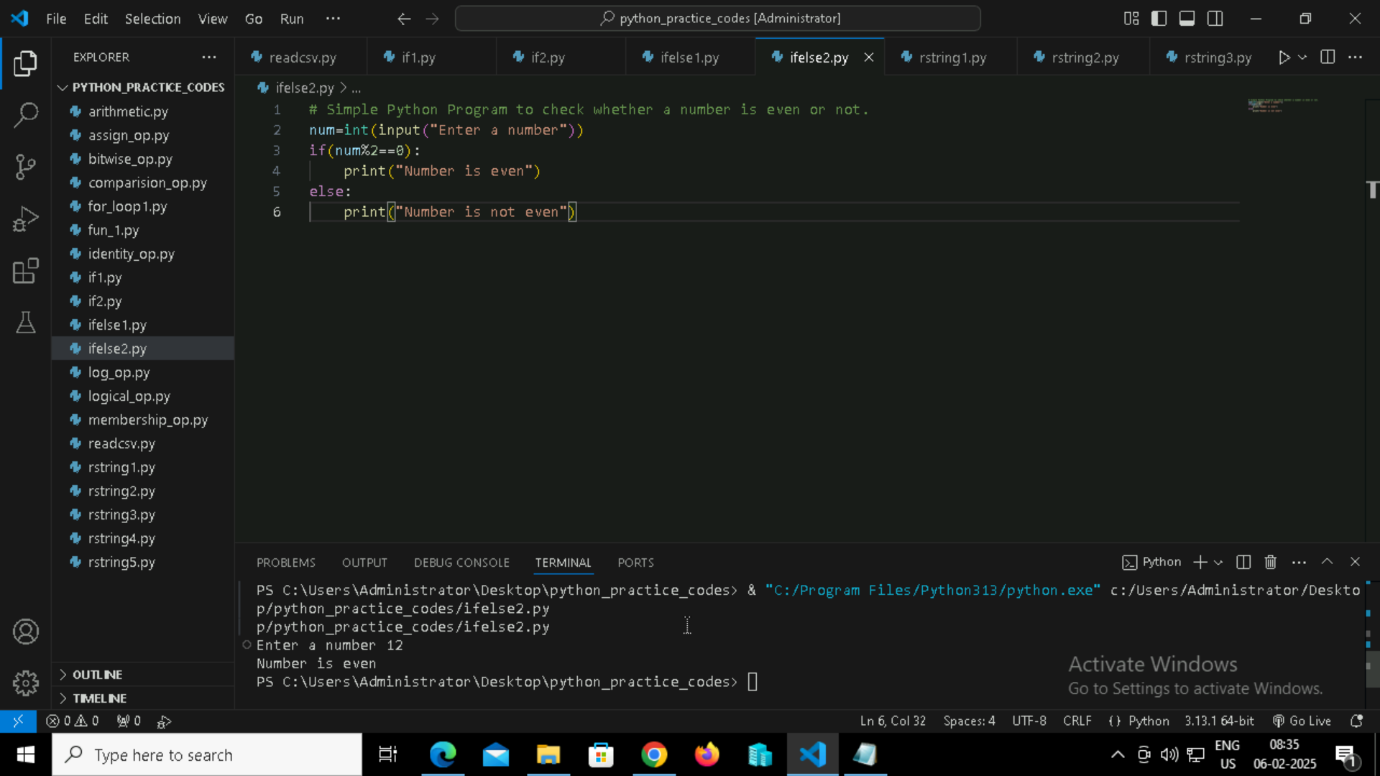 File Edit Selection View Go Run ... python_practice_codes [Administrator]
EXPLORER ...
readcsv.py if1.py if2.py ifelse1.py ifelse2.py rstring1.py rstring2.py rstring3.py ...
PYTHON_PRACTICE_CODES
arithmetic.py
assign_op.py
bitwise_op.py
comparision_op.py
for_loop1.py
fun_1.py
identity_op.py
if1.py
if2.py
ifelse1.py
ifelse2.py
log_op.py
logical_op.py
membership_op.py
readcsv.py
rstring1.py
rstring2.py
rstring3.py
rstring4.py
rstring5.py
OUTLINE
TIMELINE
ifelse2.py > ...
1 # Simple Python Program to check whether a number is even or not.
2 num=int(input("Enter a number"))
3 if(num%2==0):
4 print("Number is even")
5 else:
6 print("Number is not even")
PROBLEMS OUTPUT DEBUG CONSOLE TERMINAL PORTS Python ...
PS C:\Users\Administrator\Desktop\python_practice_codes> & "C:/Program Files/Python313/python.exe" c:/Users/Administrator/Deskto
p/python_practice_codes/ifelse2.py
p/python_practice_codes/ifelse2.py
Enter a number 12
Number is even
PS C:\Users\Administrator\Desktop\python_practice_codes>
Activate Windows
Go to Settings to activate Windows.
0 0 0 Ln 6, Col 32 Spaces: 4 UTF-8 CRLF {} Python 3.13.1 64-bit Go Live
Type here to search
ENG
US
08:35
06-02-2025
1